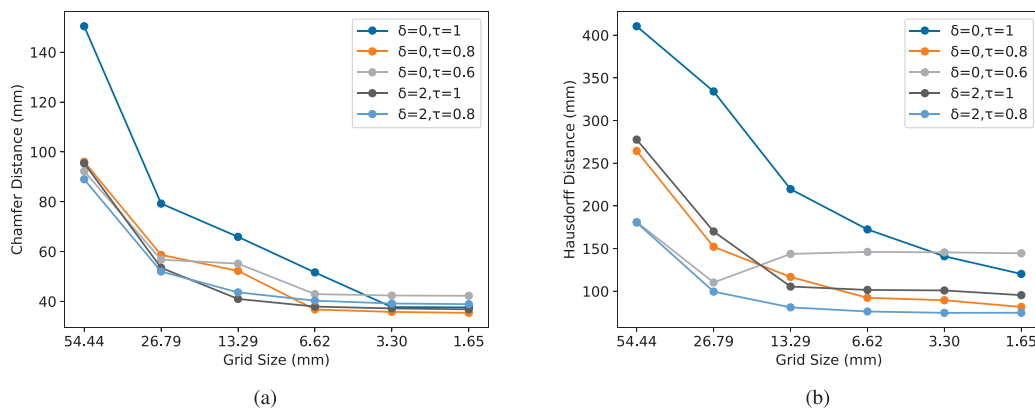 140
120
100
80
60
40
Chamfer Distance (mm)
54.44 26.79 13.29 6.62 3.30 1.65
Grid Size (mm)
δ=0,τ=1
δ=0,τ=0.8
δ=0,τ=0.6
δ=2,τ=1
δ=2,τ=0.8
(a)
400
350
300
250
200
150
100
Hausdorff Distance (mm)
54.44 26.79 13.29 6.62 3.30 1.65
Grid Size (mm)
δ=0,τ=1
δ=0,τ=0.8
δ=0,τ=0.6
δ=2,τ=1
δ=2,τ=0.8
(b)